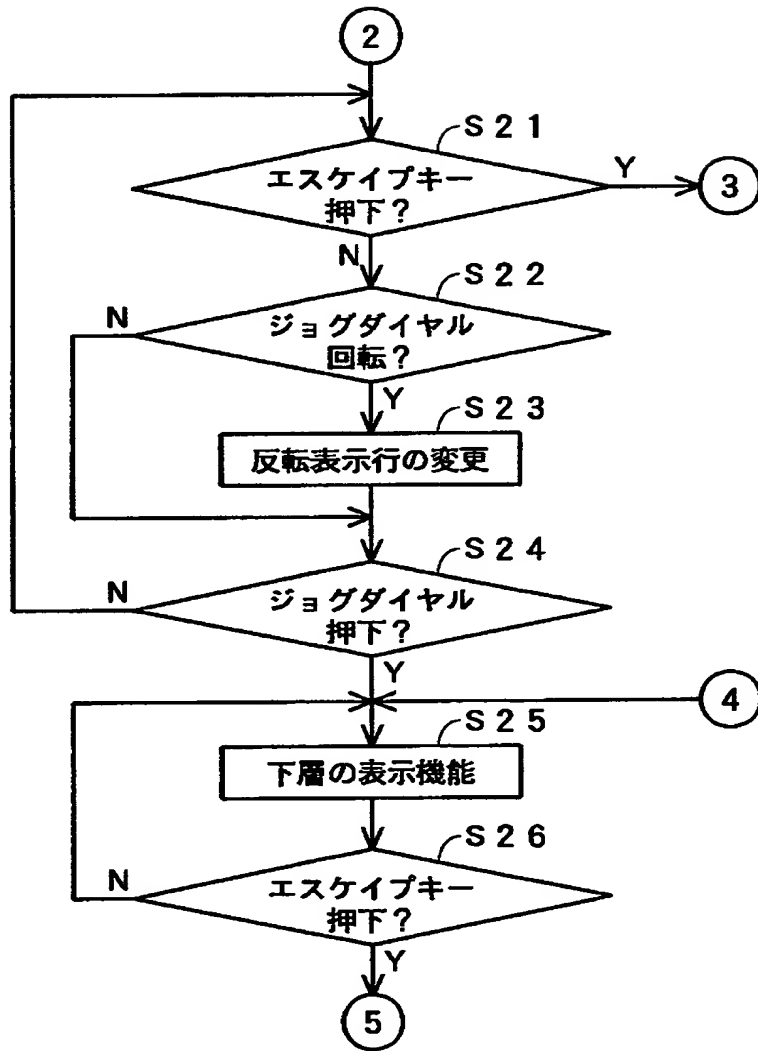 2
S21
エスケイプキー
押下?
Y
3
N
S22
ジョグダイヤル
回転?
N
Y
S23
反転表示行の変更
S24
ジョグダイヤル
押下?
N
Y
4
S25
下層の表示機能
S26
エスケイプキー
押下?
N
Y
5